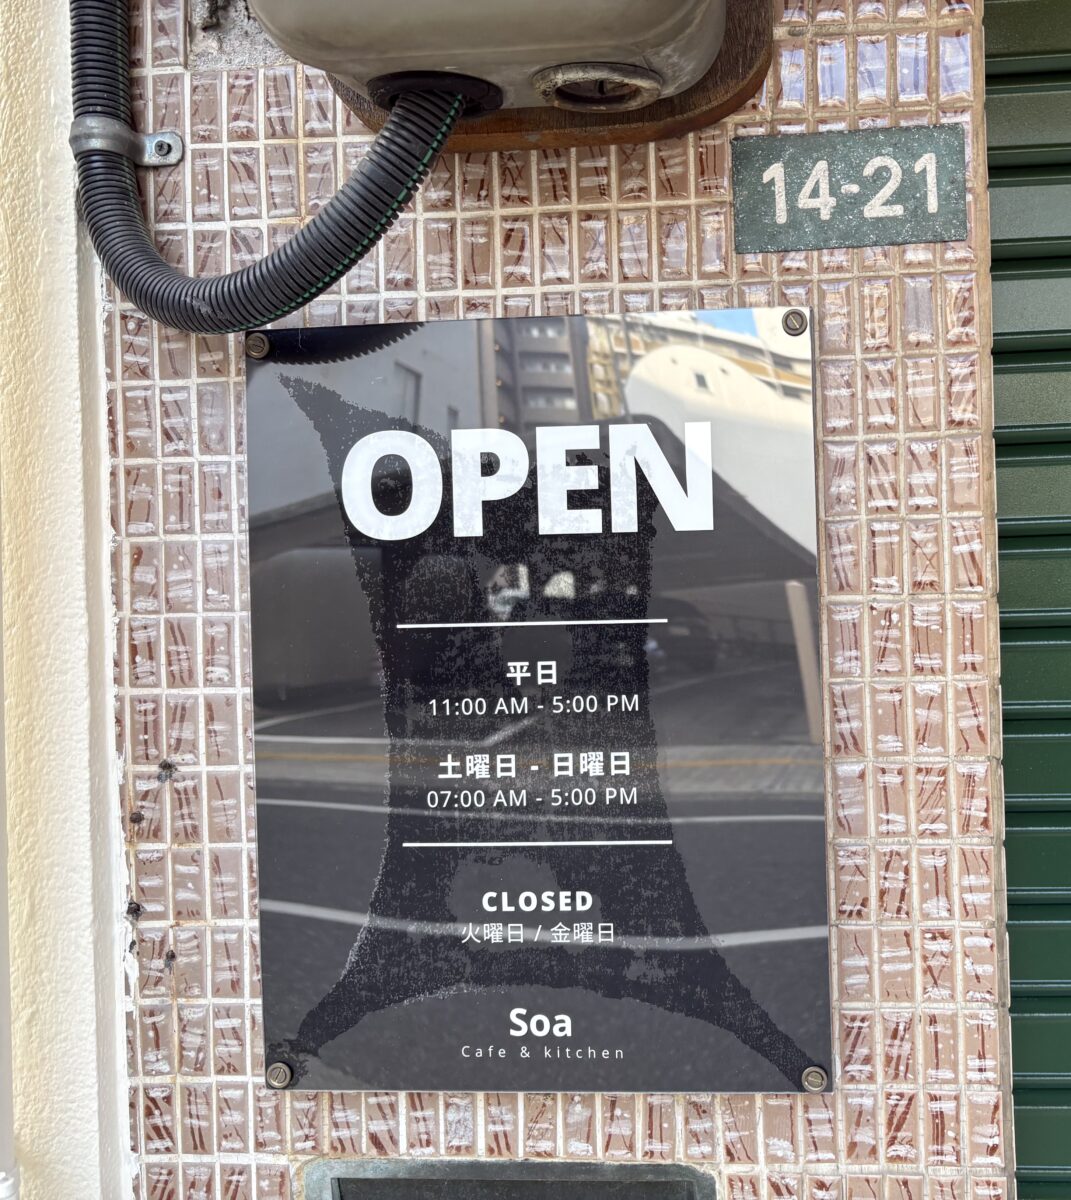 14-21
OPEN
平日
11:00 AM - 5:00 PM
土曜日 - 日曜日
07:00 AM - 5:00 PM
CLOSED
火曜日 / 金曜日
Soa
Cafe & kitchen